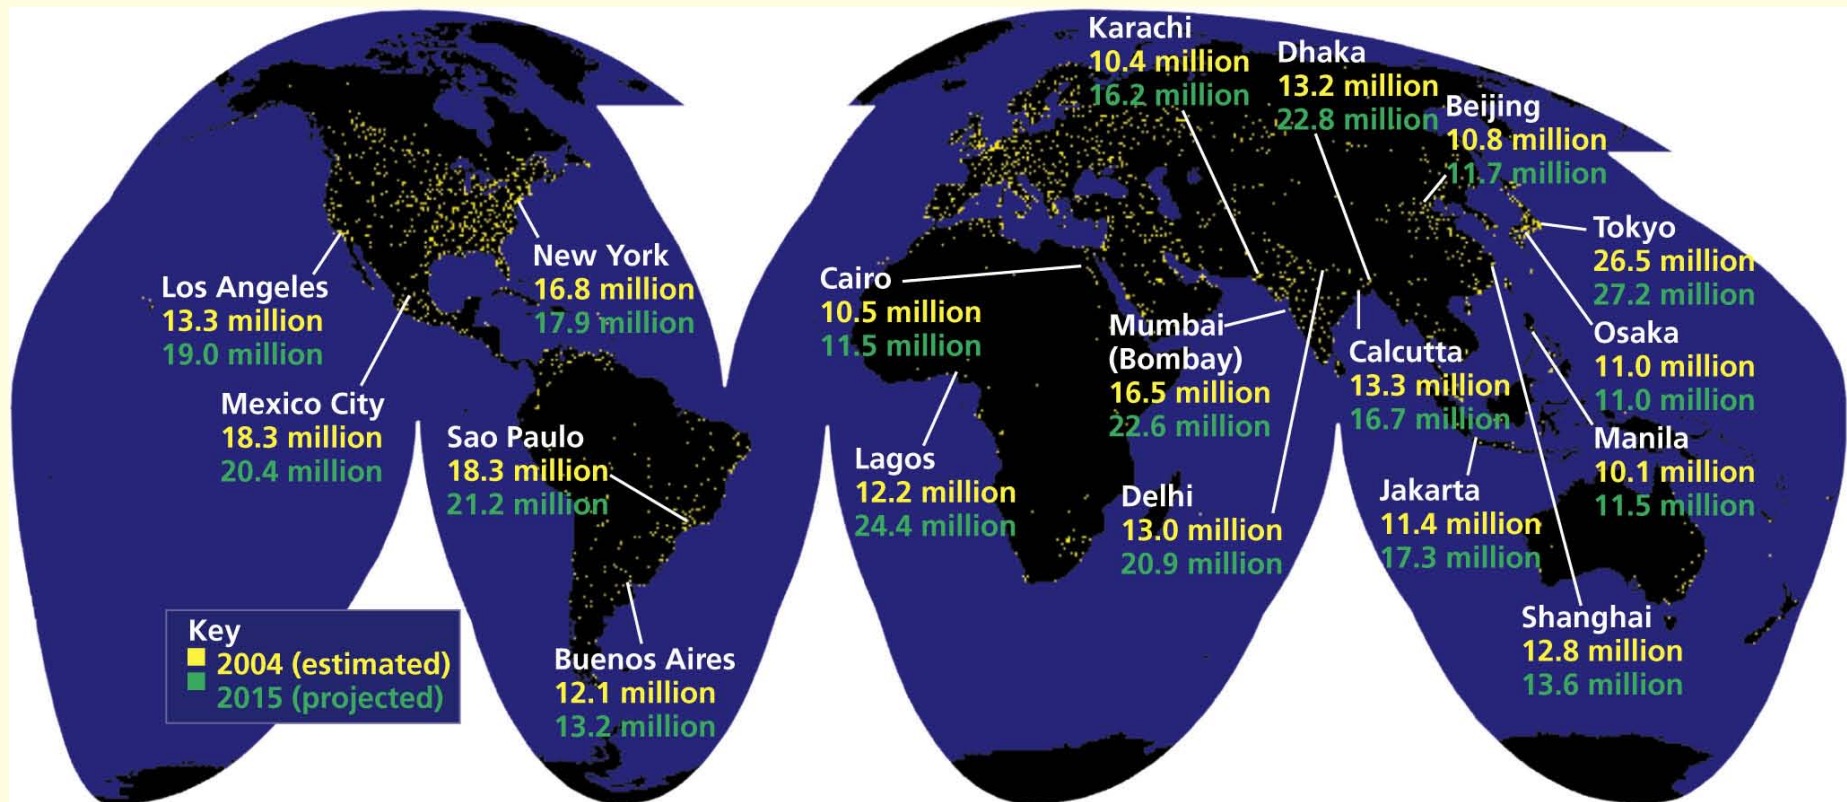 Karachi
10.4 million
16.2 million
Dhaka
13.2 million
22.8 million
Beijing
10.8 million
11.7 million
Tokyo
26.5 million
27.2 million
New York
16.8 million
17.9 million
Los Angeles
13.3 million
19.0 million
Cairo
10.5 million
11.5 million
Mumbai
(Bombay)
16.5 million
22.6 million
Calcutta
13.3 million
16.7 million
Osaka
11.0 million
11.0 million
Mexico City
18.3 million
20.4 million
Sao Paulo
18.3 million
21.2 million
Lagos
12.2 million
24.4 million
Delhi
13.0 million
20.9 million
Jakarta
11.4 million
17.3 million
Manila
10.1 million
11.5 million
Shanghai
12.8 million
13.6 million
Key
2004 (estimated)
2015 (projected)
Buenos Aires
12.1 million
13.2 million